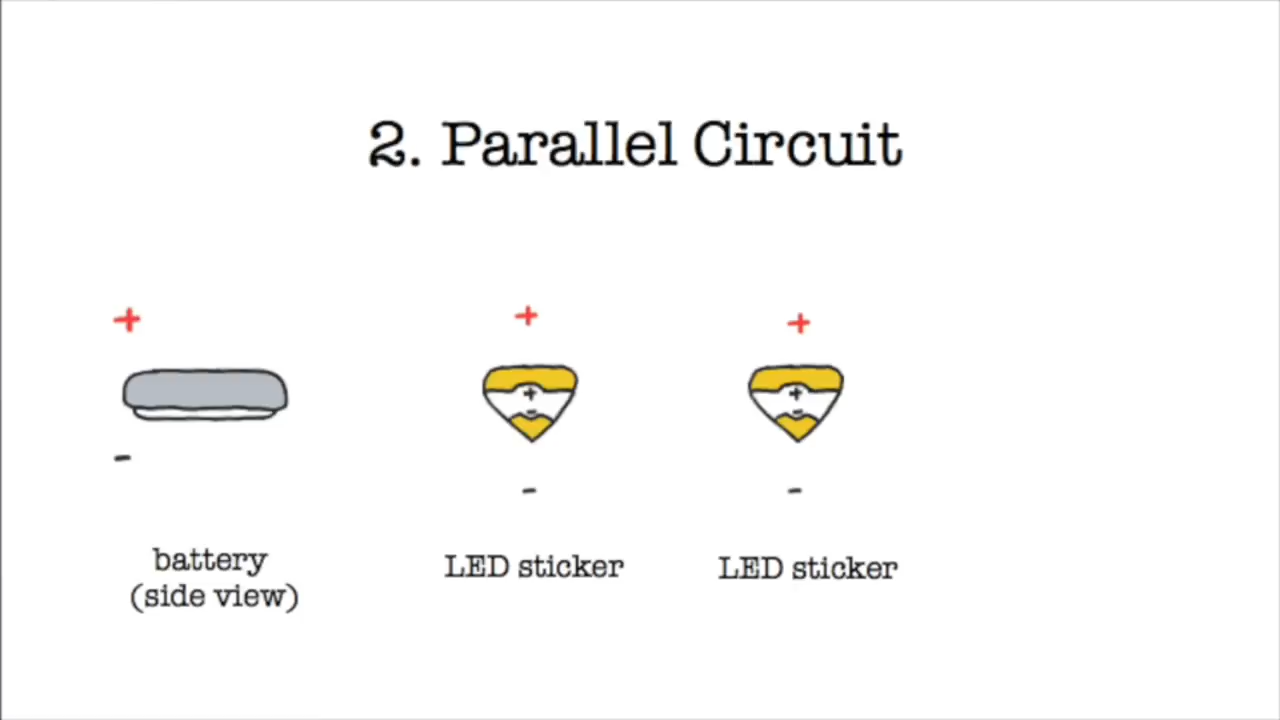 2. Parallel Circuit
+ + +
+ +
- -
- - -
battery LED sticker LED sticker
(side view)